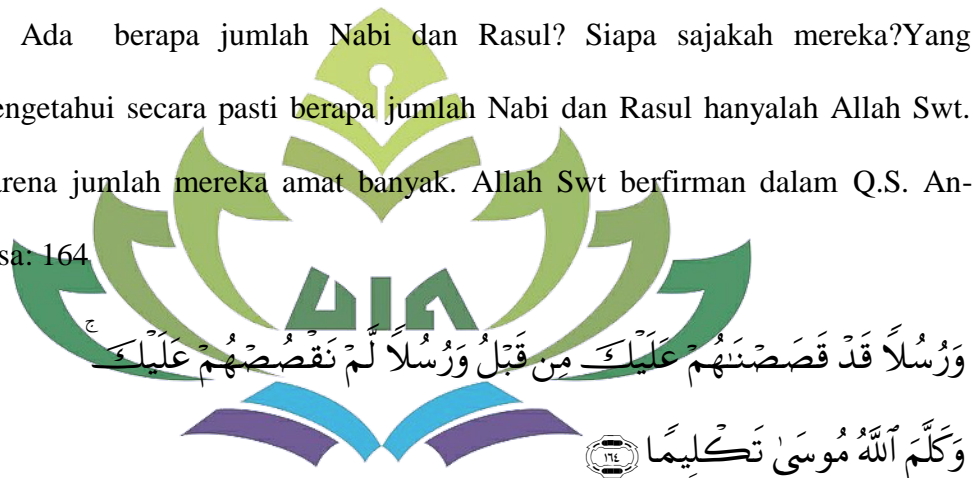 Ada berapa jumlah Nabi dan Rasul? Siapa sajakah mereka?Yang
engetahui secara pasti berapa jumlah Nabi dan Rasul hanyalah Allah Swt.
arena jumlah mereka amat banyak. Allah Swt berfirman dalam Q.S. An-
sa: 164
UIN
وَرُسُلًا قَدْ قَصَصْنَـٰهُمْ عَلَيْكَ مِن قَبْلُ وَرُسُلًا لَّمْ نَقْصُصْهُمْ عَلَيْكَ ۚ
وَكَلَّمَ ٱللَّهُ مُوسَىٰ تَكْلِيمًا ﴿١٦٤﴾